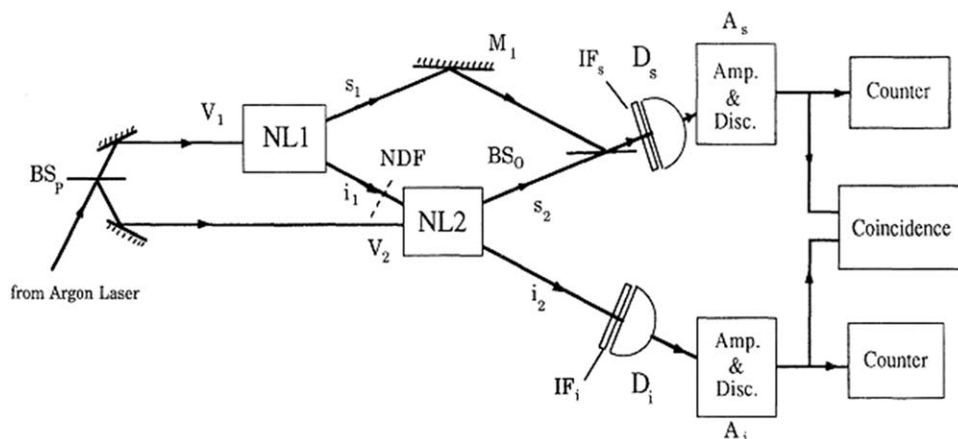 A_s
M_1
IF_s
D_s
Amp.
&
Disc.
Counter
s_1
V_1
NL1
NDF
BS_O
BS_P
i_1
NL2
s_2
V_2
Coincidence
from Argon Laser
i_2
IF_i
D_i
Amp.
&
Disc.
Counter
A_i